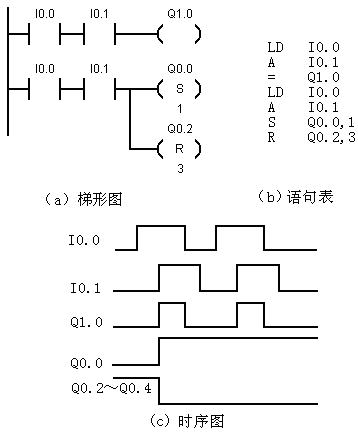 I0.0 I0.1 Q1.0
I0.0 I0.1 Q0.0
S
1
Q0.2
R
3
(a)梯形图
LD I0.0
A I0.1
= Q1.0
LD I0.0
A I0.1
S Q0.0,1
R Q0.2,3
(b)语句表
I0.0
I0.1
Q1.0
Q0.0
Q0.2～Q0.4
(c)时序图